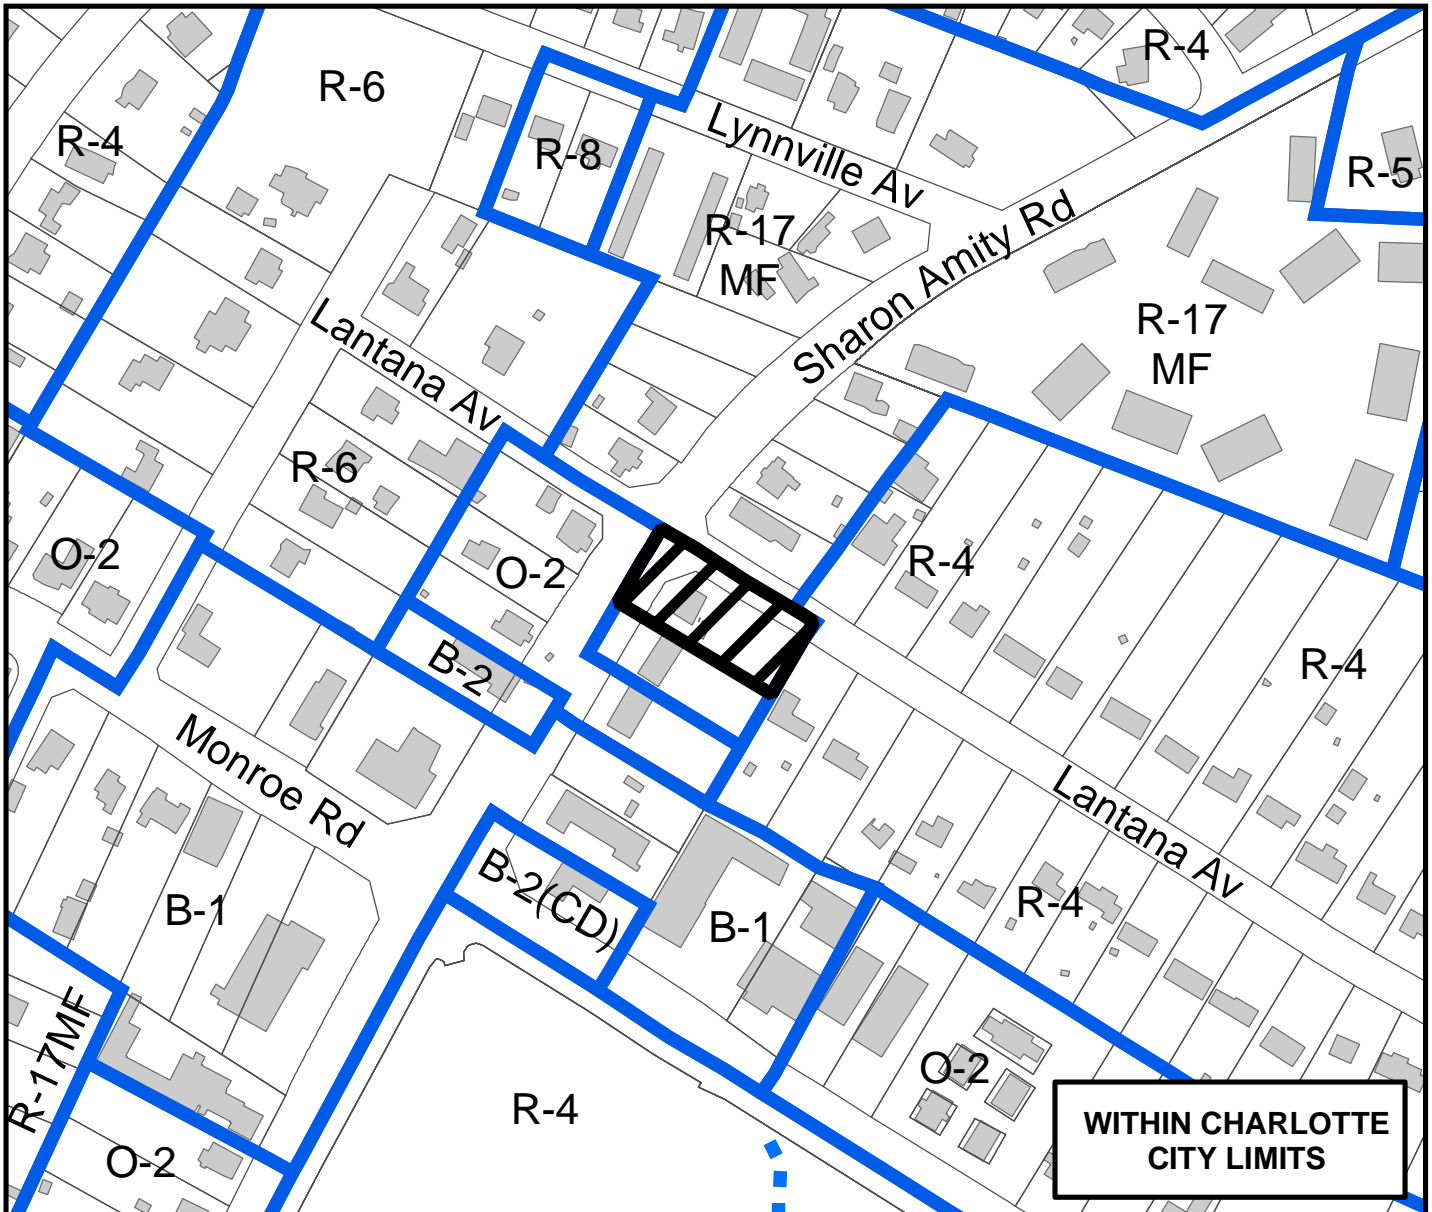 R-4
R-6
R-4
R-8
Lynnville Av
R-5
R-17
MF
Sharon Amity Rd
R-17
MF
Lantana Av
R-6
O-2
O-2
R-4
B-2
R-4
Monroe Rd
Lantana Av
B-2(CD)
R-4
B-1
B-1
R-17MF
O-2
R-4
O-2
WITHIN CHARLOTTE
CITY LIMITS